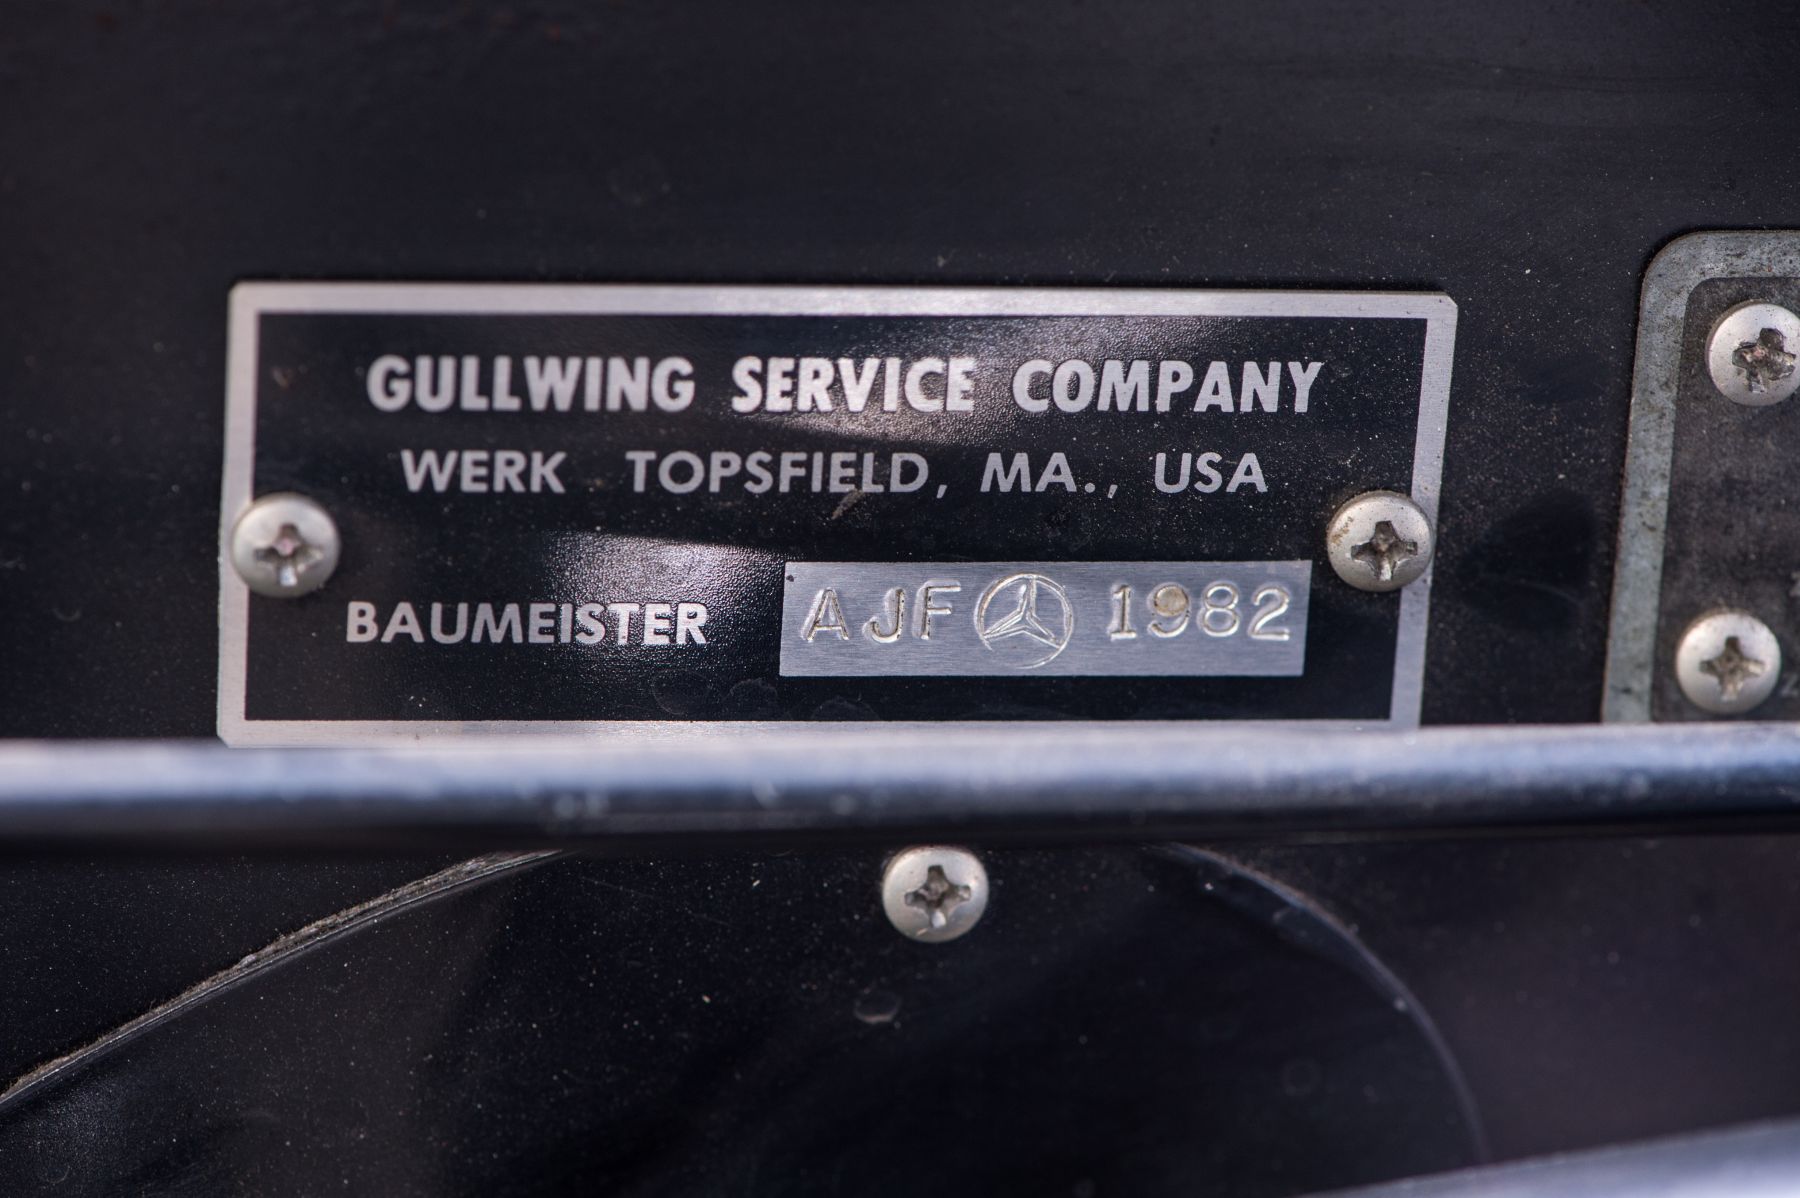 GULLWING SERVICE COMPANY
WERK TOPSFIELD, MA., USA
BAUMEISTER AJF 1982